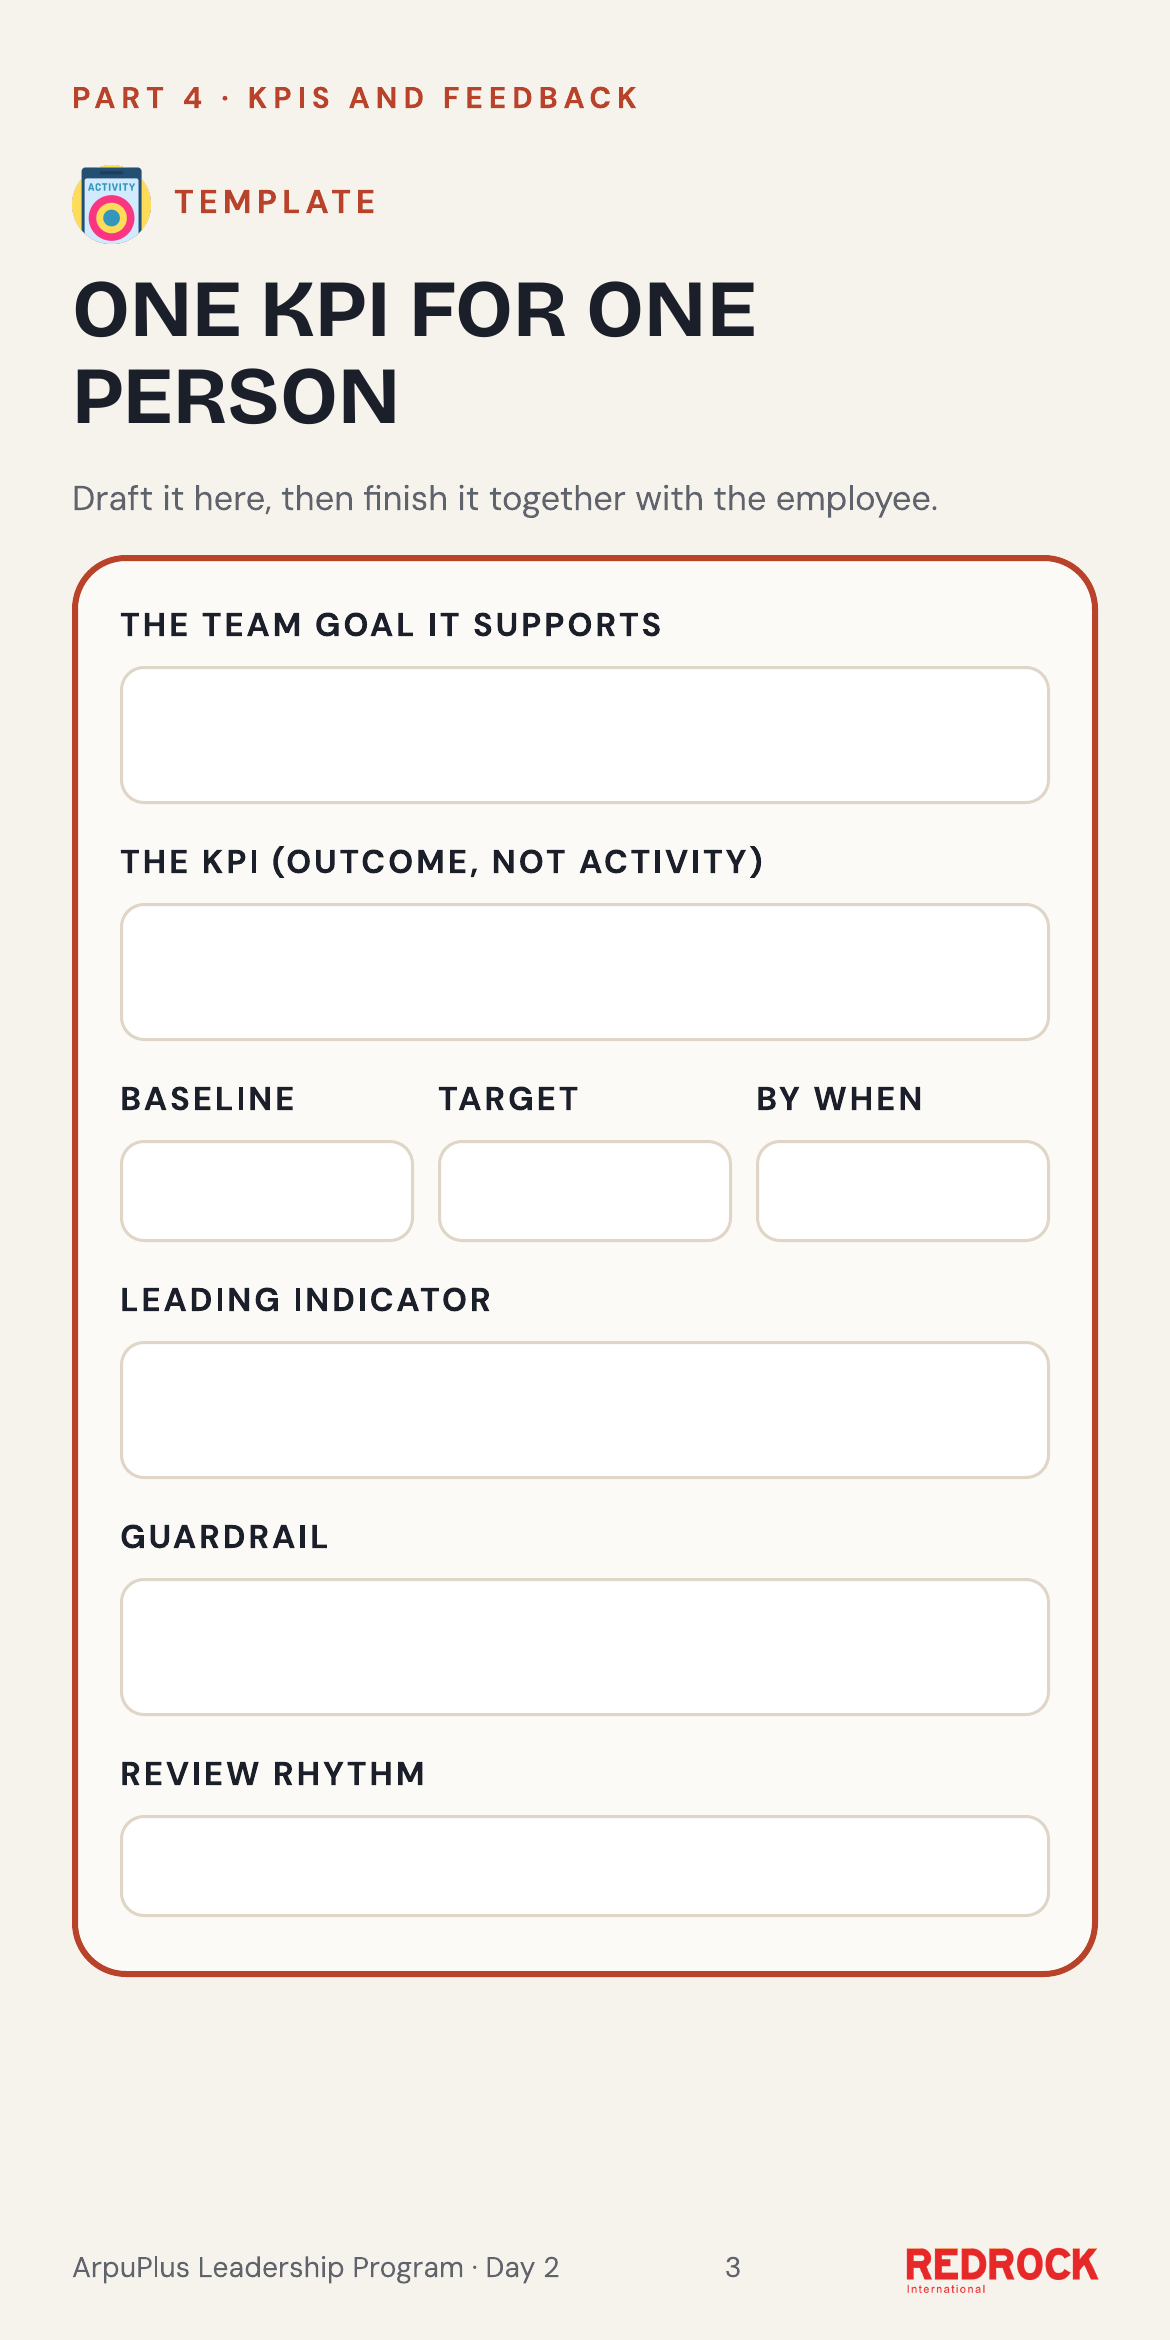 PART 4 · KPIS AND FEEDBACK
ACTIVITY
TEMPLATE
ONE KPI FOR ONE
PERSON
Draft it here, then finish it together with the employee.
THE TEAM GOAL IT SUPPORTS
THE KPI (OUTCOME, NOT ACTIVITY)
BASELINE
TARGET
BY WHEN
LEADING INDICATOR
GUARDRAIL
REVIEW RHYTHM
ArpuPlus Leadership Program · Day 2
3
REDROCK
International